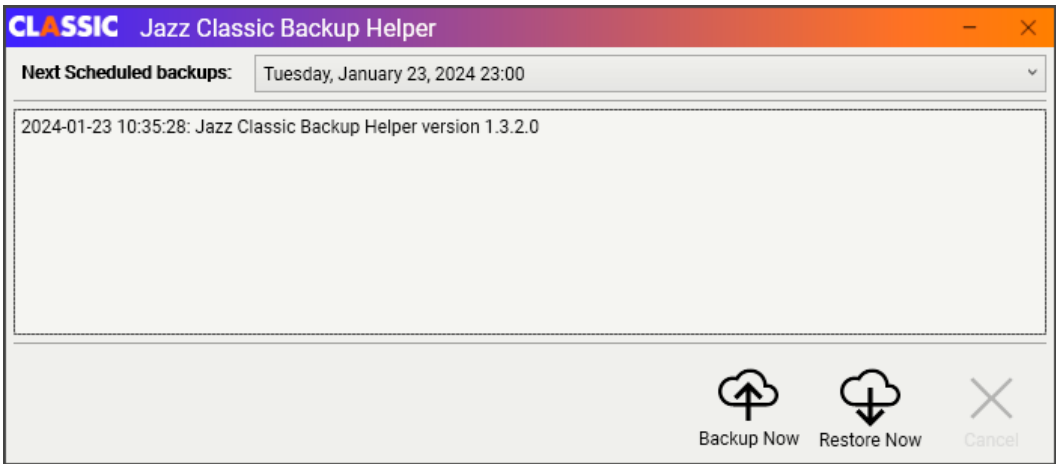 CLASSIC Jazz Classic Backup Helper
Next Scheduled backups: Tuesday, January 23, 2024 23:00
2024-01-23 10:35:28: Jazz Classic Backup Helper version 1.3.2.0
Backup Now Restore Now Cancel